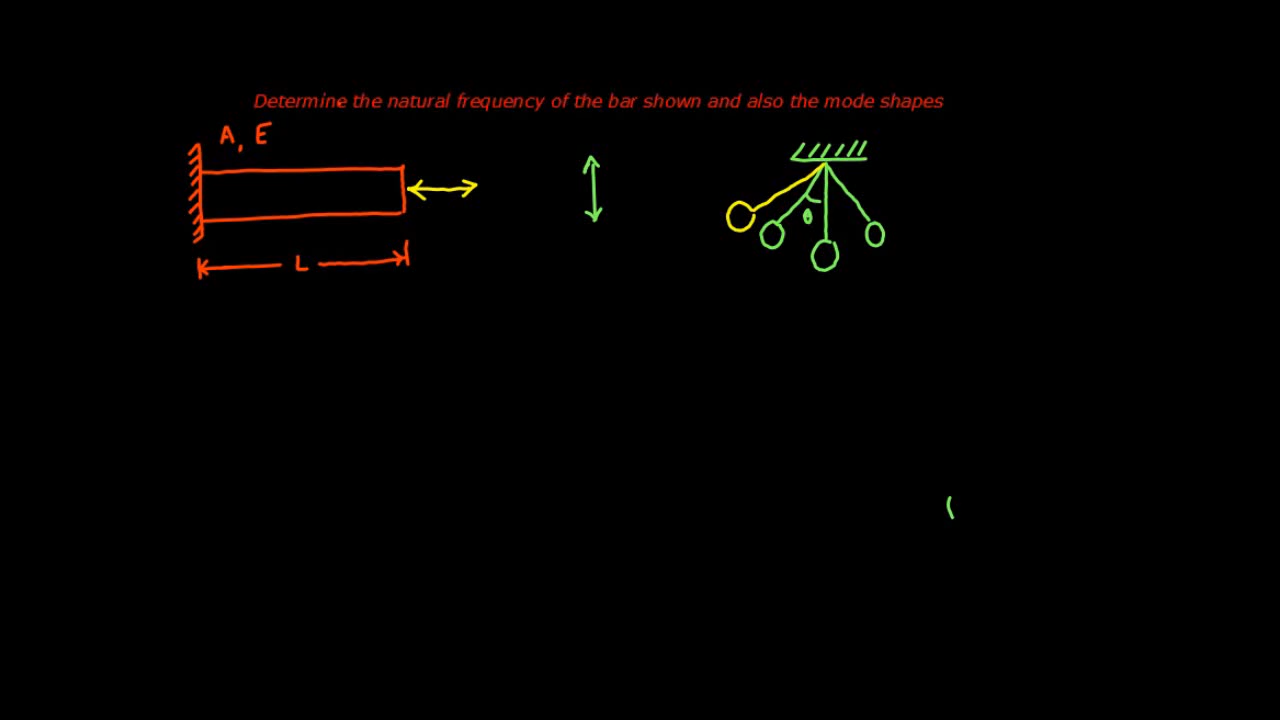 Determine the natural frequency of the bar shown and also the mode shapes
A, E
L
θ
(